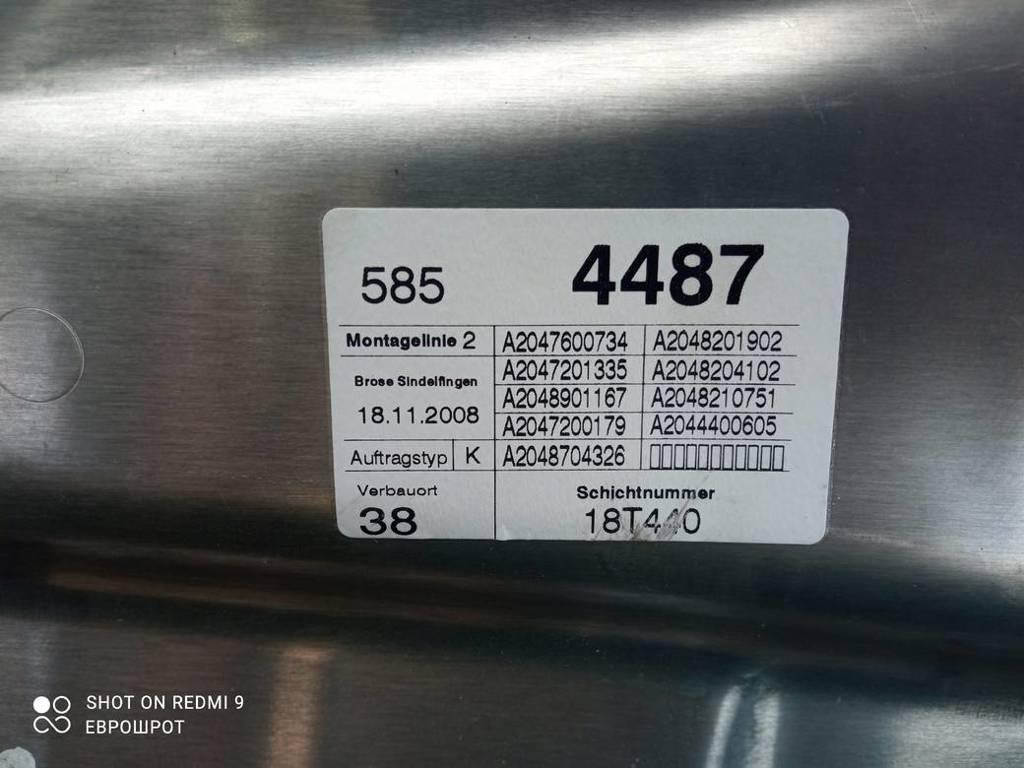 585 4487
Montagelinie 2 A2047600734 A2048201902
A2047201335 A2048204102
Brose Sindelfingen
A2048901167 A2048210751
18.11.2008
A2047200179 A2044400605
Auftragstyp K A2048704326
Verbauort Schichtnummer
38 18T440
SHOT ON REDMI 9
ЕВРОШРОТ